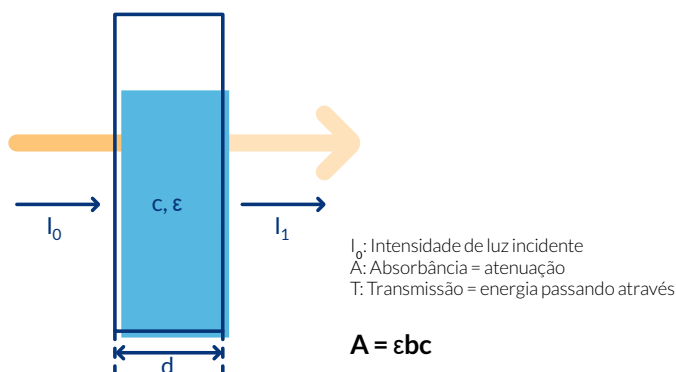 c, ε
I₀
I₁
d
I₀: Intensidade de luz incidente
A: Absorbância = atenuação
T: Transmissão = energia passando através
A = εbc